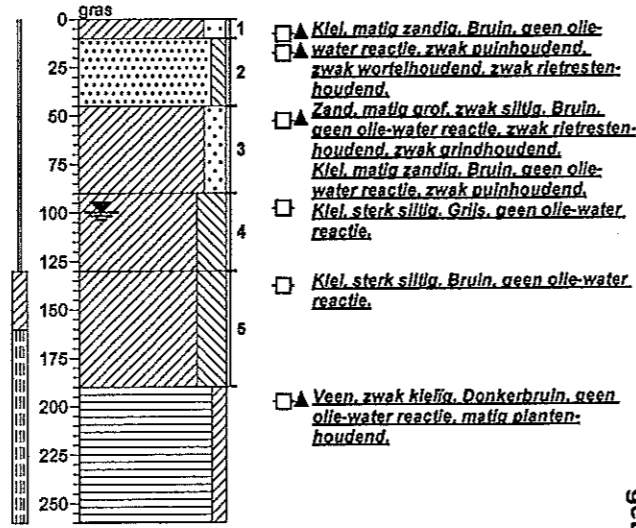 gras
0
25
50
75
100
125
150
175
200
225
250
1
2
3
4
5
Klei, matig zandig. Bruin, geen olie-
water reactie, zwak puinhoudend,
zwak wortelhoudend, zwak rietresten-
houdend,
Zand, matig grof, zwak siltig. Bruin,
geen olie-water reactie, zwak rietresten-
houdend, zwak grindhoudend,
Klei, matig zandig. Bruin, geen olie-
water reactie, zwak puinhoudend,
Klei, sterk siltig. Grijs, geen olie-water
reactie,
Klei, sterk siltig. Bruin, geen olie-water
reactie,
Veen, zwak kleiïg. Donkerbruin, geen
olie-water reactie, matig planten-
houdend,